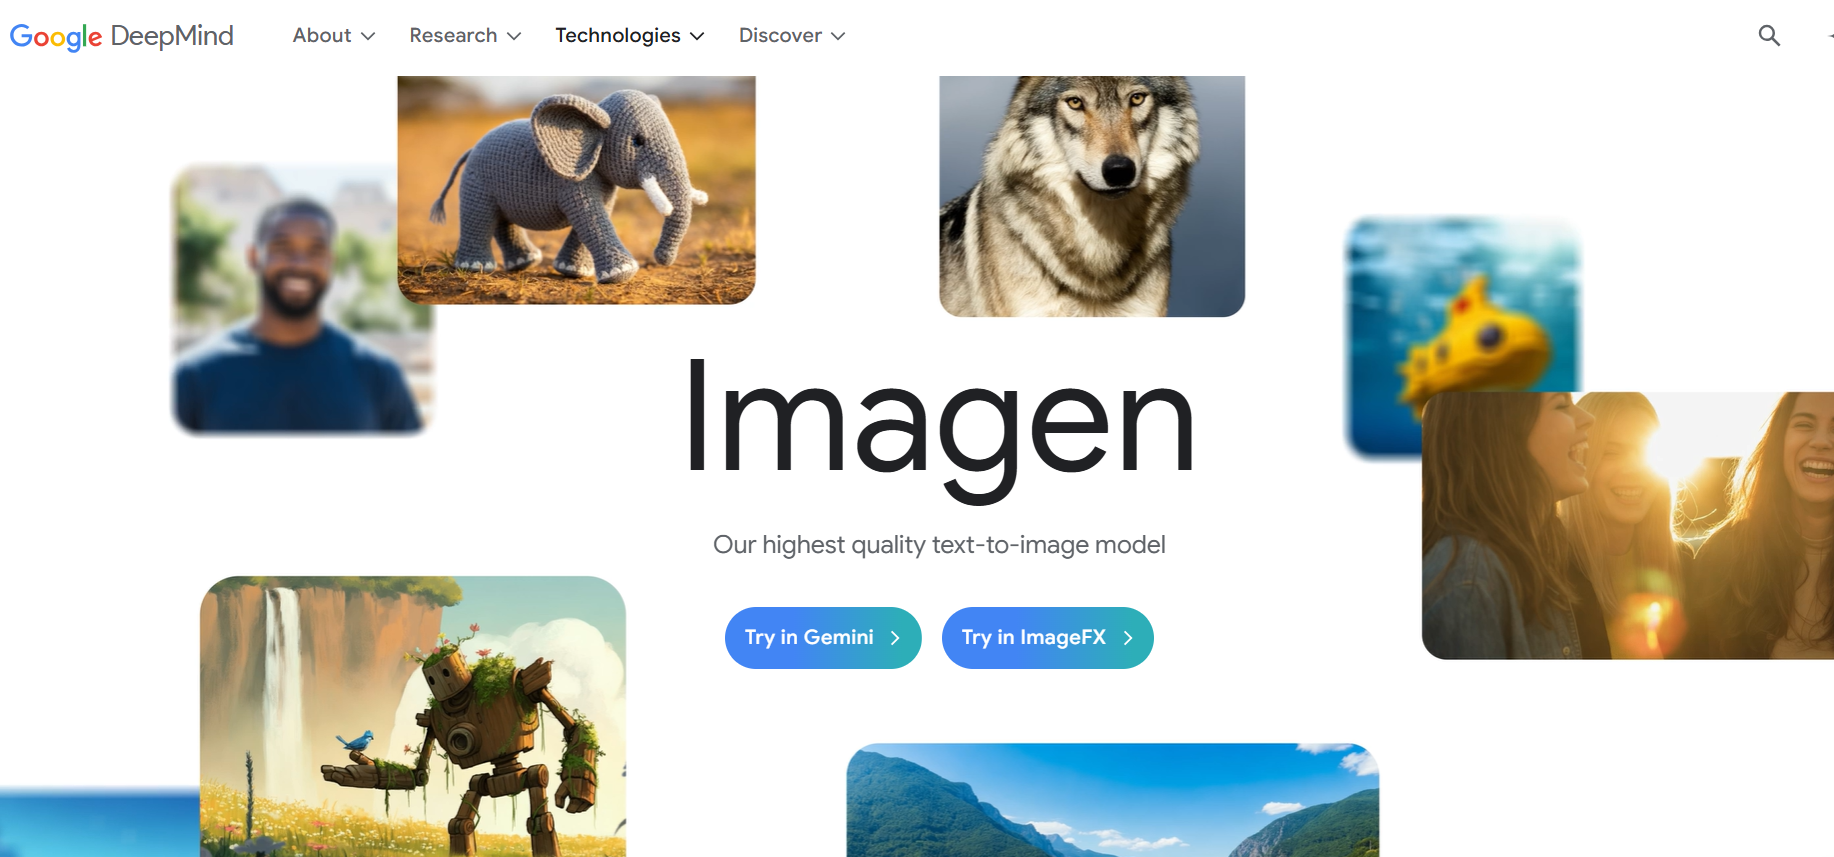 Google DeepMind About Research Technologies Discover
Imagen
Our highest quality text-to-image model
Try in Gemini
Try in ImageFX